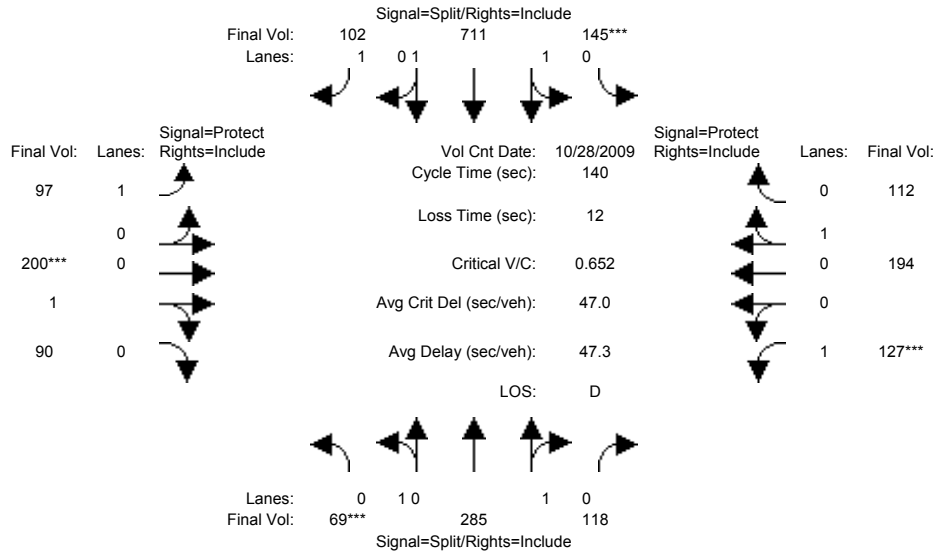 Signal=Split/Rights=Include
Final Vol: 102 711 145***
Lanes: 1 0 1 1 0
Signal=Protect Signal=Protect
Final Vol: Lanes: Rights=Include Vol Cnt Date: 10/28/2009 Rights=Include Lanes: Final Vol:
Cycle Time (sec): 140
97 1 0 112
Loss Time (sec): 12
0 1
200*** 0 Critical V/C: 0.652 0 194
1 0 Avg Crit Del (sec/veh): 47.0 0
90 0 Avg Delay (sec/veh): 47.3 1 127***
LOS: D
Lanes: 0 1 0 1 0
Final Vol: 69*** 285 118
Signal=Split/Rights=Include